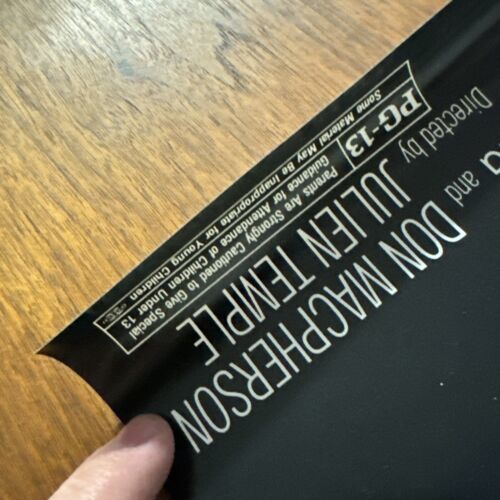 and DON MACPHERSON
Directed by JULIEN TEMPLE
PG-13 Parents Are Strongly Cautioned to Give Special
Guidance for Attendance of Children Under 13
Some Material May Be Inappropriate for Young Children